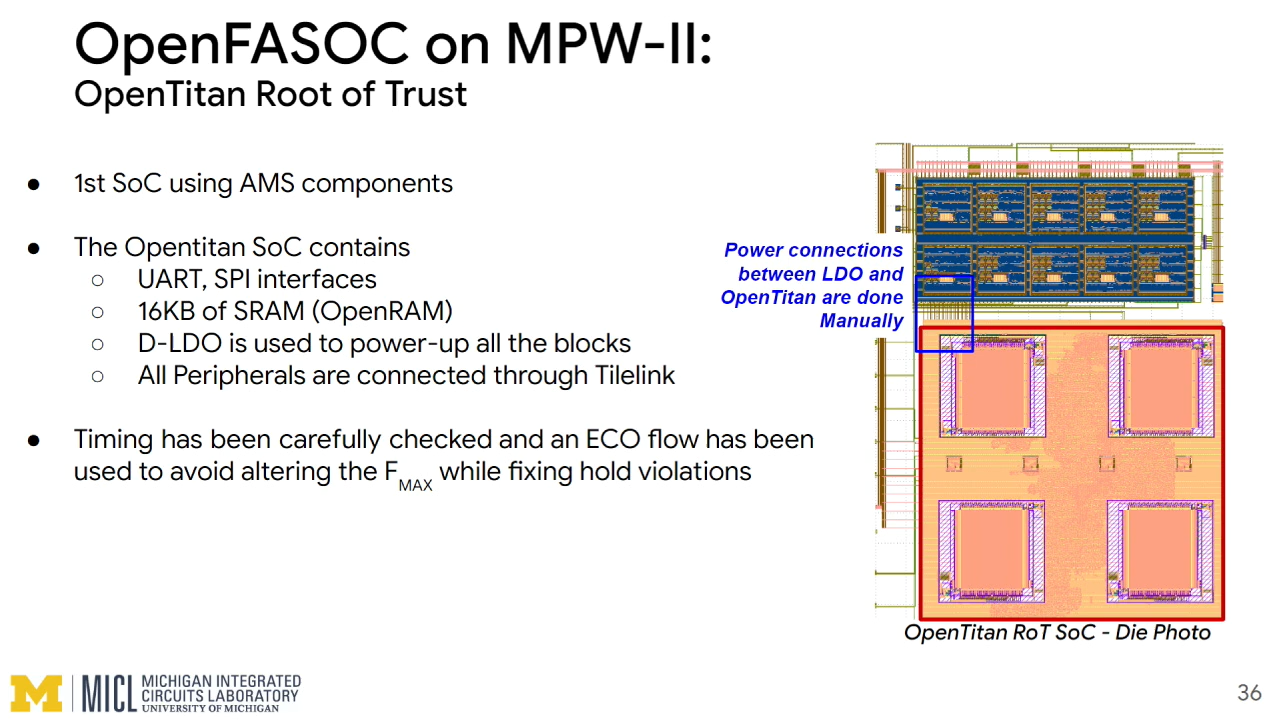 OpenFASOC on MPW-II:
OpenTitan Root of Trust
● 1st SoC using AMS components
● The Opentitan SoC contains
○ UART, SPI interfaces
○ 16KB of SRAM (OpenRAM)
○ D-LDO is used to power-up all the blocks
○ All Peripherals are connected through Tilelink
● Timing has been carefully checked and an ECO flow has been
used to avoid altering the FMAX while fixing hold violations
Power connections
between LDO and
OpenTitan are done
Manually
OpenTitan RoT SoC - Die Photo
M MICL MICHIGAN INTEGRATED
CIRCUITS LABORATORY
UNIVERSITY OF MICHIGAN
36